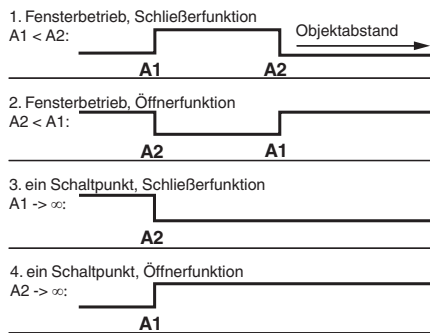 1. Fensterbetrieb, Schließerfunktion
A1 < A2:
Objektabstand
A1
A2
2. Fensterbetrieb, Öffnerfunktion
A2 < A1:
A2
A1
3. ein Schaltpunkt, Schließerfunktion
A1 -> ∞:
A2
4. ein Schaltpunkt, Öffnerfunktion
A2 -> ∞:
A1